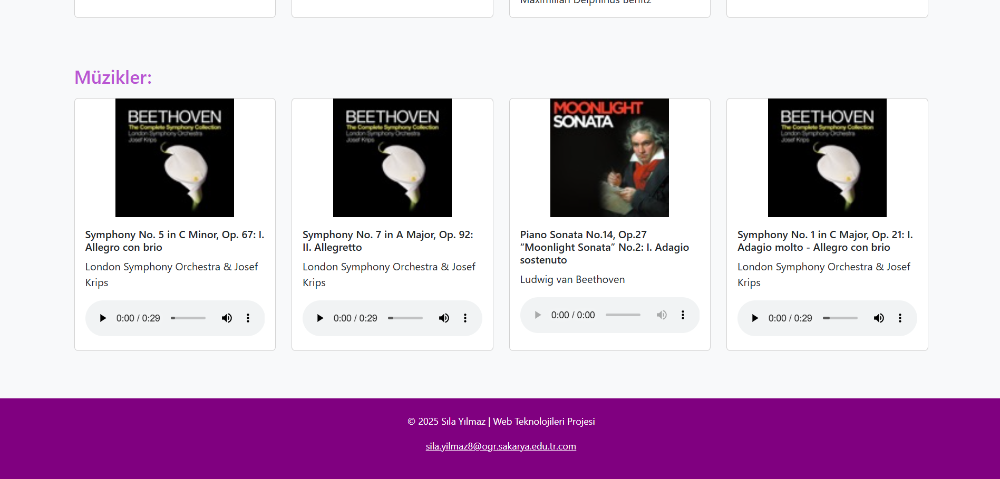 Maximilian Delphinus Berlitz
Müzikler:
BEETHOVEN
The Complete Symphony Collection
London Symphony Orchestra
Josef Krips
Symphony No. 5 in C Minor, Op. 67: I.
Allegro con brio
London Symphony Orchestra & Josef
Krips
0:00 / 0:29
BEETHOVEN
The Complete Symphony Collection
London Symphony Orchestra
Josef Krips
Symphony No. 7 in A Major, Op. 92:
II. Allegretto
London Symphony Orchestra & Josef
Krips
0:00 / 0:29
MOONLIGHT
SONATA
Piano Sonata No.14, Op.27
“Moonlight Sonata” No.2: I. Adagio
sostenuto
Ludwig van Beethoven
0:00 / 0:00
BEETHOVEN
The Complete Symphony Collection
London Symphony Orchestra
Josef Krips
Symphony No. 1 in C Major, Op. 21: I.
Adagio molto - Allegro con brio
London Symphony Orchestra & Josef
Krips
0:00 / 0:29
© 2025 Sıla Yılmaz | Web Teknolojileri Projesi
sila.yilmaz8@ogr.sakarya.edu.tr.com